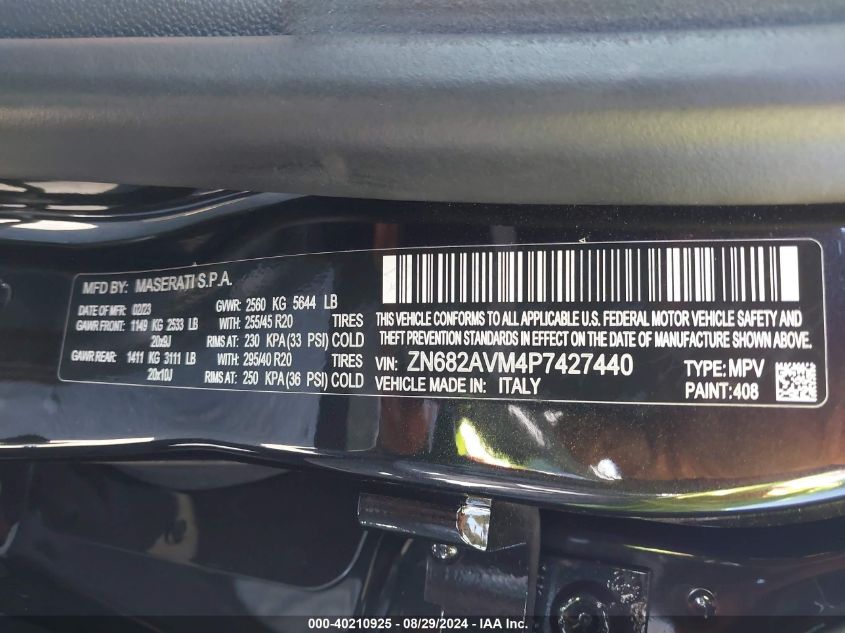 MFD BY: MASERATI S.P.A.
DATE OF MFR: 02/23 GVWR: 2560 KG 5644 LB
GAWR FRONT: 1149 KG 2533 LB WITH: 255/45 R20 TIRES
20x9J RIMS AT: 230 KPA (33 PSI) COLD
GAWR REAR: 1411 KG 3111 LB WITH: 295/40 R20 TIRES
20x10J RIMS AT: 250 KPA (36 PSI) COLD
THIS VEHICLE CONFORMS TO ALL APPLICABLE U.S. FEDERAL MOTOR VEHICLE SAFETY, BUMPER AND
THEFT PREVENTION STANDARDS IN EFFECT ON THE DATE OF MANUFACTURE SHOWN ABOVE.
VIN: ZN682AVM4P7427440 TYPE: MPV
VEHICLE MADE IN: ITALY PAINT: 408
000-40210925 - 08/29/2024 - IAA Inc.